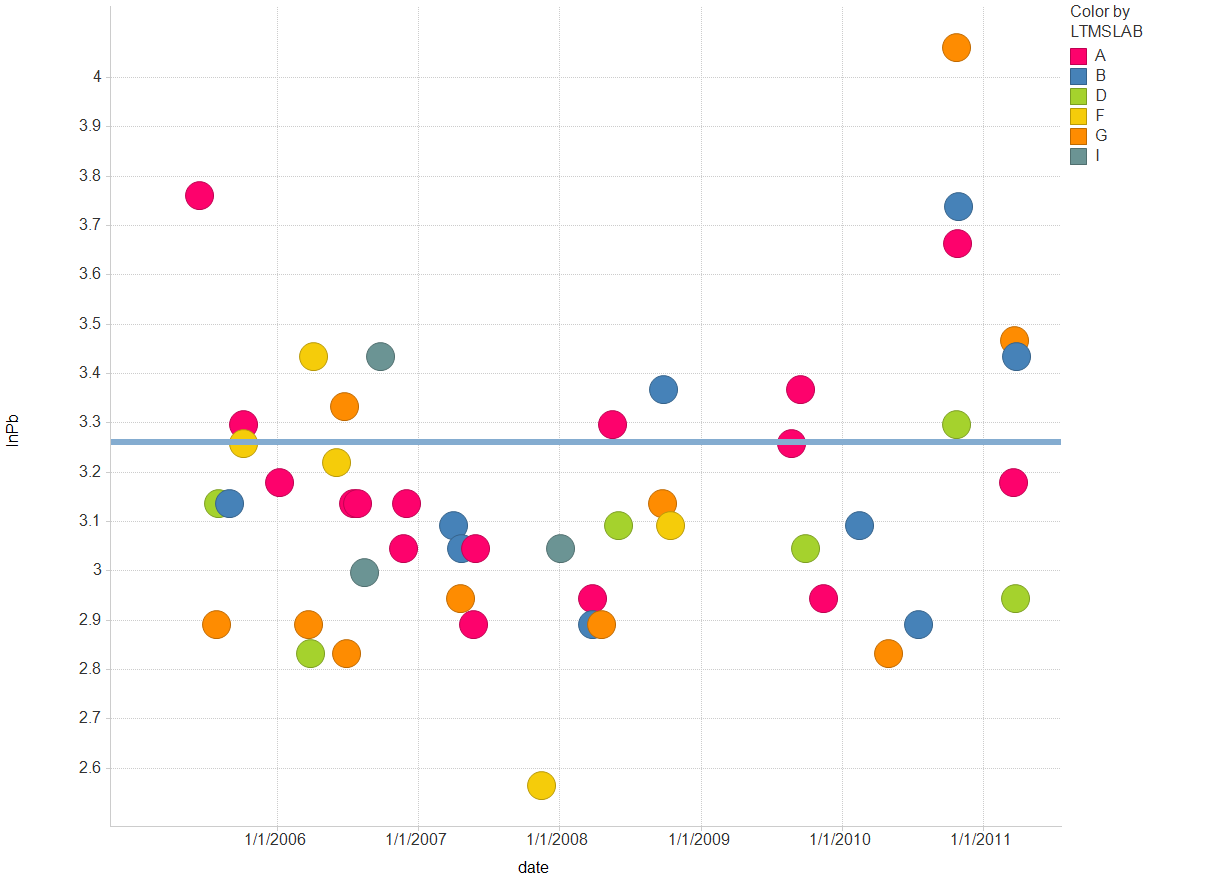 Color by
LTMSLAB
A
B
D
F
G
I
4
3.9
3.8
3.7
3.6
3.5
3.4
3.3
3.2
3.1
3
2.9
2.8
2.7
2.6
lnPb
1/1/2006
1/1/2007
1/1/2008
1/1/2009
1/1/2010
1/1/2011
date